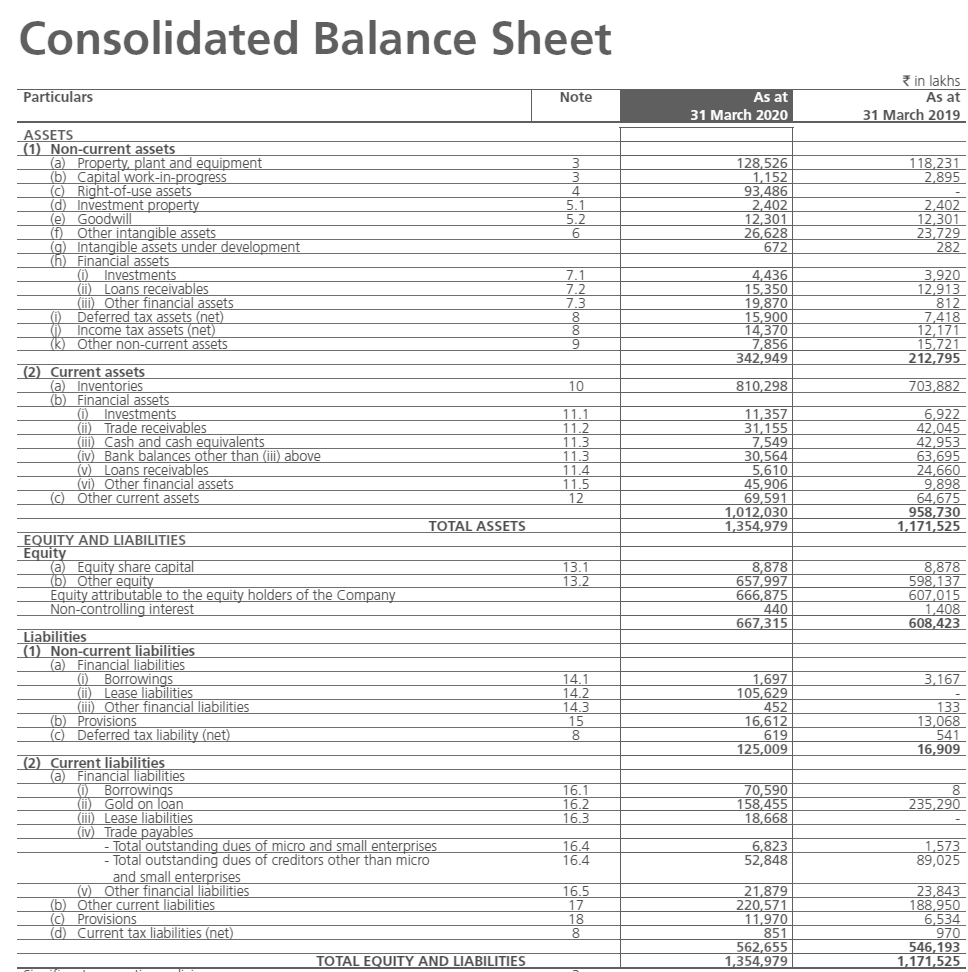 Consolidated Balance Sheet
₹ in lakhs
Particulars Note As at 31 March 2020 As at 31 March 2019
ASSETS
(1) Non-current assets
(a) Property, plant and equipment 3 128,526 118,231
(b) Capital work-in-progress 3 1,152 2,895
(c) Right-of-use assets 4 93,486 -
(d) Investment property 5.1 2,402 2,402
(e) Goodwill 5.2 12,301 12,301
(f) Other intangible assets 6 26,628 23,729
(g) Intangible assets under development 672 282
(h) Financial assets
(i) Investments 7.1 4,436 3,920
(ii) Loans receivables 7.2 15,350 12,913
(iii) Other financial assets 7.3 19,870 812
(i) Deferred tax assets (net) 8 15,900 7,418
(j) Income tax assets (net) 8 14,370 12,171
(k) Other non-current assets 9 7,856 15,721
342,949 212,795
(2) Current assets
(a) Inventories 10 810,298 703,882
(b) Financial assets
(i) Investments 11.1 11,357 6,922
(ii) Trade receivables 11.2 31,155 42,045
(iii) Cash and cash equivalents 11.3 7,549 42,953
(iv) Bank balances other than (iii) above 11.3 30,564 63,695
(v) Loans receivables 11.4 5,610 24,660
(vi) Other financial assets 11.5 45,906 9,898
(c) Other current assets 12 69,591 64,675
1,012,030 958,730
TOTAL ASSETS 1,354,979 1,171,525
EQUITY AND LIABILITIES
Equity
(a) Equity share capital 13.1 8,878 8,878
(b) Other equity 13.2 657,997 598,137
Equity attributable to the equity holders of the Company 666,875 607,015
Non-controlling interest 440 1,408
667,315 608,423
Liabilities
(1) Non-current liabilities
(a) Financial liabilities
(i) Borrowings 14.1 1,697 3,167
(ii) Lease liabilities 14.2 105,629 -
(iii) Other financial liabilities 14.3 452 133
(b) Provisions 15 16,612 13,068
(c) Deferred tax liability (net) 8 619 541
125,009 16,909
(2) Current liabilities
(a) Financial liabilities
(i) Borrowings 16.1 70,590 8
(ii) Gold on loan 16.2 158,455 235,290
(iii) Lease liabilities 16.3 18,668 -
(iv) Trade payables
- Total outstanding dues of micro and small enterprises 16.4 6,823 1,573
- Total outstanding dues of creditors other than micro 16.4 52,848 89,025
and small enterprises
(v) Other financial liabilities 16.5 21,879 23,843
(b) Other current liabilities 17 220,571 188,950
(c) Provisions 18 11,970 6,534
(d) Current tax liabilities (net) 8 851 970
562,655 546,193
TOTAL EQUITY AND LIABILITIES 1,354,979 1,171,525